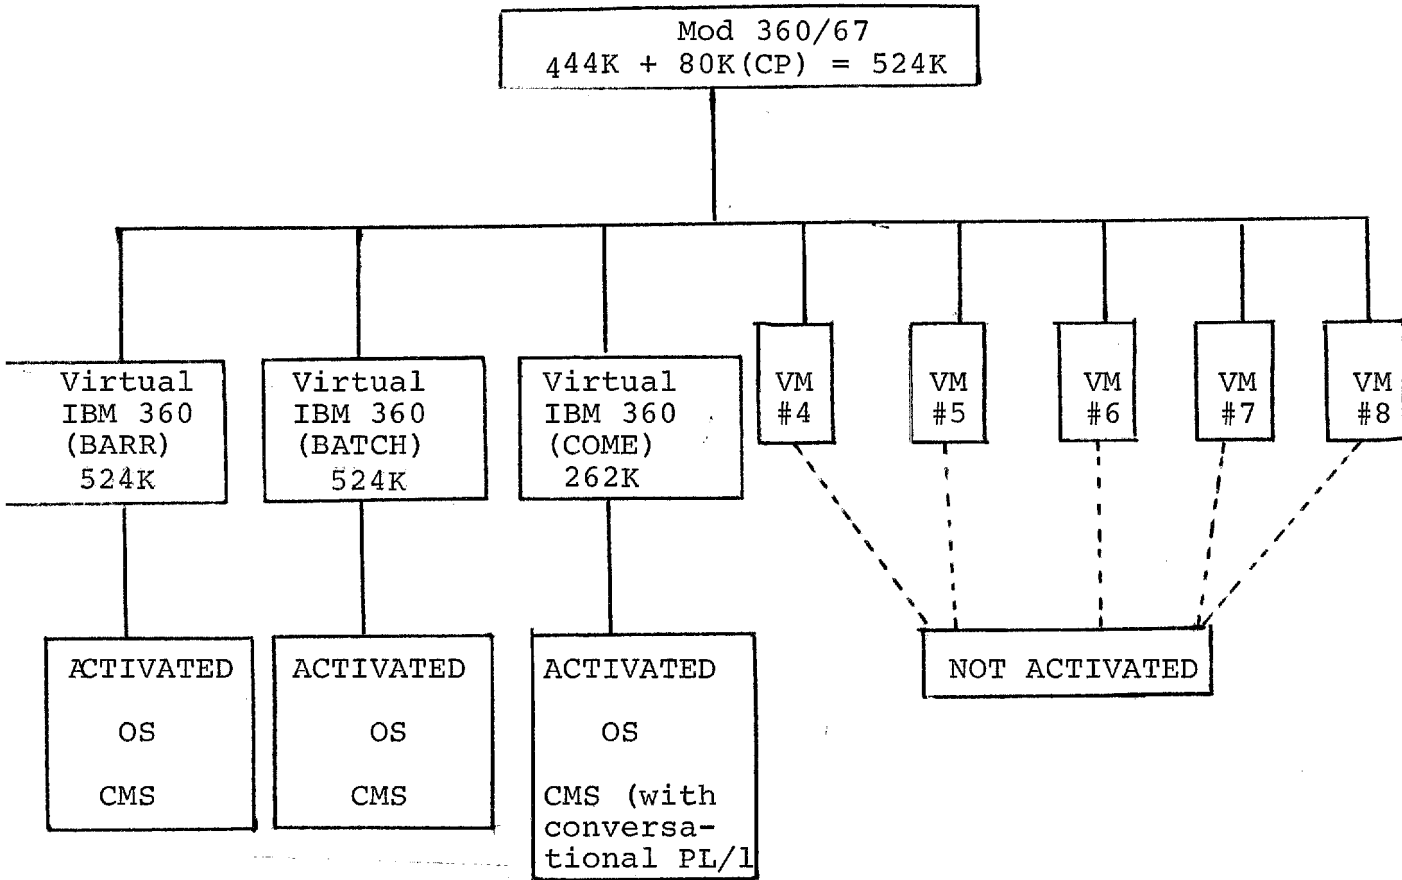 Mod 360/67
444K + 80K(CP) = 524K
Virtual
IBM 360
(BARR)
524K
Virtual
IBM 360
(BATCH)
524K
Virtual
IBM 360
(COME)
262K
VM
#4
VM
#5
VM
#6
VM
#7
VM
#8
ACTIVATED
OS
CMS
ACTIVATED
OS
CMS
ACTIVATED
OS
CMS (with
conversa-
tional PL/1
NOT ACTIVATED